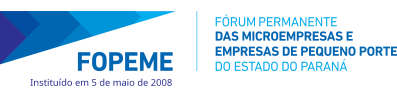 FOPEME
Instituído em 5 de maio de 2008
FÓRUM PERMANENTE
DAS MICROEMPRESAS E
EMPRESAS DE PEQUENO PORTE
DO ESTADO DO PARANÁ